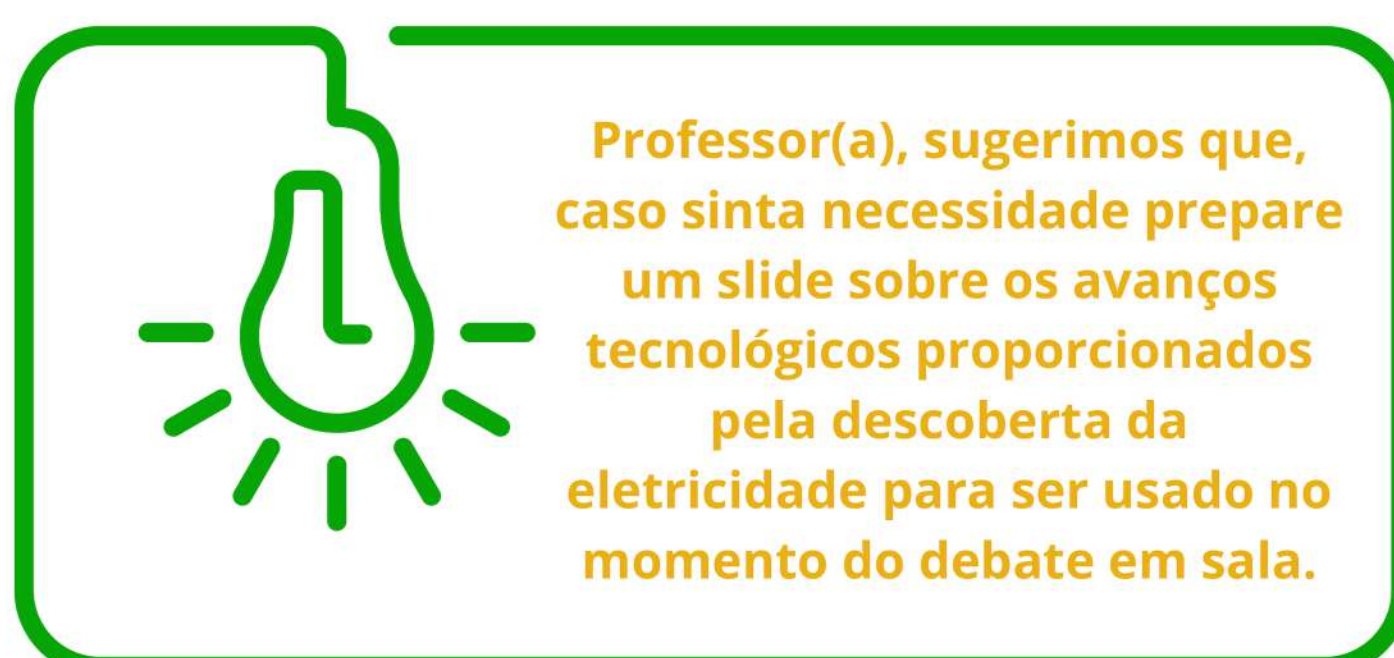 Professor(a), sugerimos que,
caso sinta necessidade prepare
um slide sobre os avanços
tecnológicos proporcionados
pela descoberta da
eletricidade para ser usado no
momento do debate em sala.